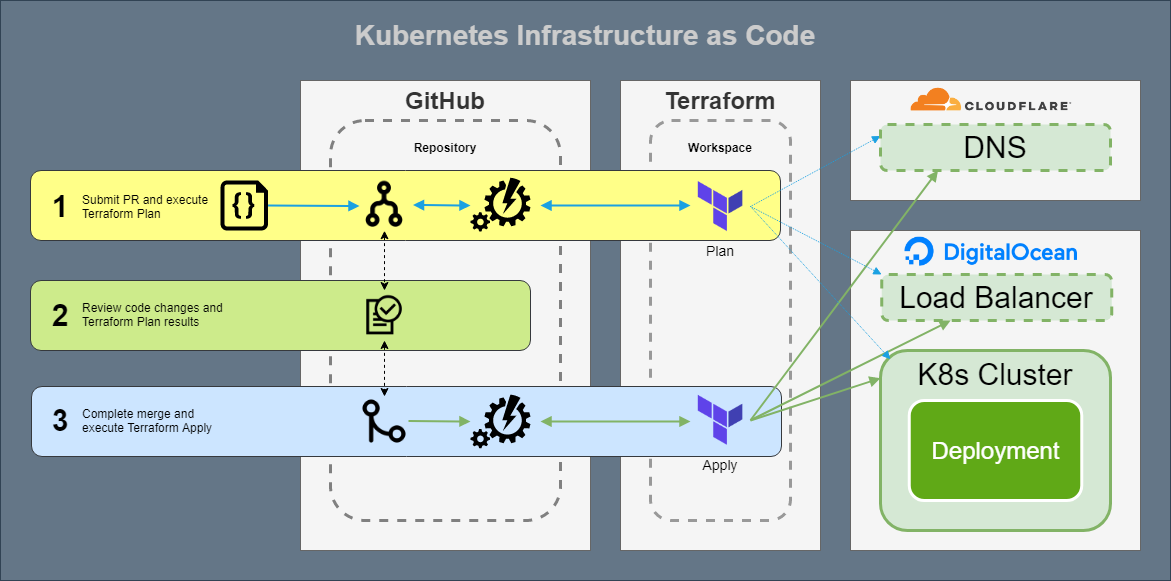 Kubernetes Infrastructure as Code
GitHub
Terraform
CLOUDFLARE
Repository
Workspace
DNS
1
Submit PR and execute
Terraform Plan
{}
Plan
DigitalOcean
Load Balancer
2
Review code changes and
Terraform Plan results
K8s Cluster
3
Complete merge and
execute Terraform Apply
Deployment
Apply